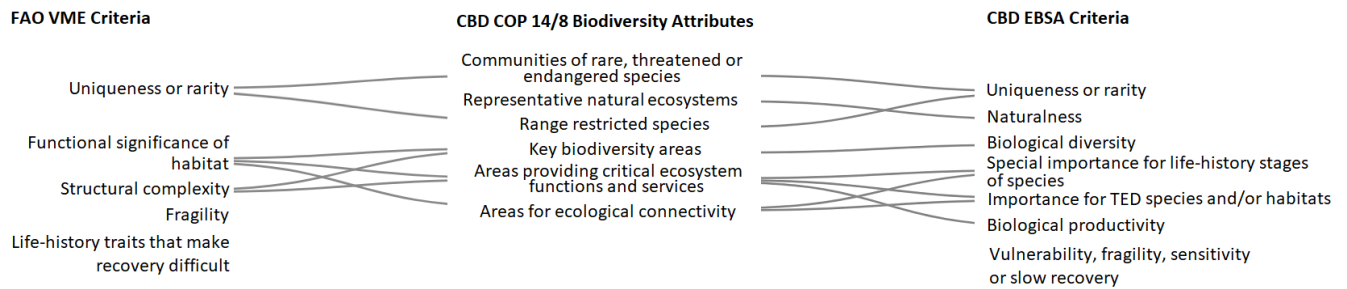 FAO VME Criteria
Uniqueness or rarity
Functional significance of
habitat
Structural complexity
Fragility
Life-history traits that make
recovery difficult
CBD COP 14/8 Biodiversity Attributes
Communities of rare, threatened or
endangered species
Representative natural ecosystems
Range restricted species
Key biodiversity areas
Areas providing critical ecosystem
functions and services
Areas for ecological connectivity
CBD EBSA Criteria
Uniqueness or rarity
Naturalness
Biological diversity
Special importance for life-history stages
of species
Importance for TED species and/or habitats
Biological productivity
Vulnerability, fragility, sensitivity
or slow recovery